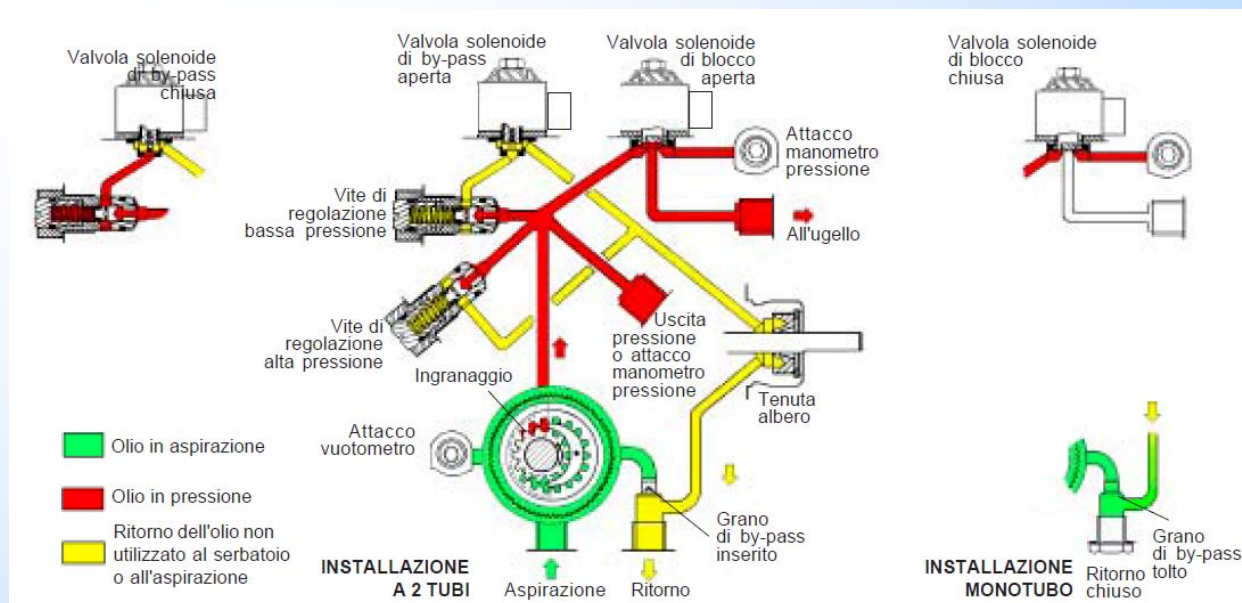 Valvola solenoide
di by-pass
chiusa
Valvola solenoide
di by-pass
aperta
Valvola solenoide
di blocco
aperta
Valvola solenoide
di blocco
chiusa
Attacco
manometro
pressione
Vite di
regolazione
bassa pressione
All'ugello
Vite di
regolazione
alta pressione
Uscita
pressione
o attacco
manometro
pressione
Ingranaggio
Tenuta
albero
Attacco
vuotometro
Olio in aspirazione
Olio in pressione
Ritorno dell'olio non
utilizzato al serbatoio
o all'aspirazione
Grano
di by-pass
inserito
INSTALLAZIONE
A 2 TUBI
Aspirazione
Ritorno
Grano
di by-pass
tolto
INSTALLAZIONE
MONOTUBO
Ritorno
chiuso